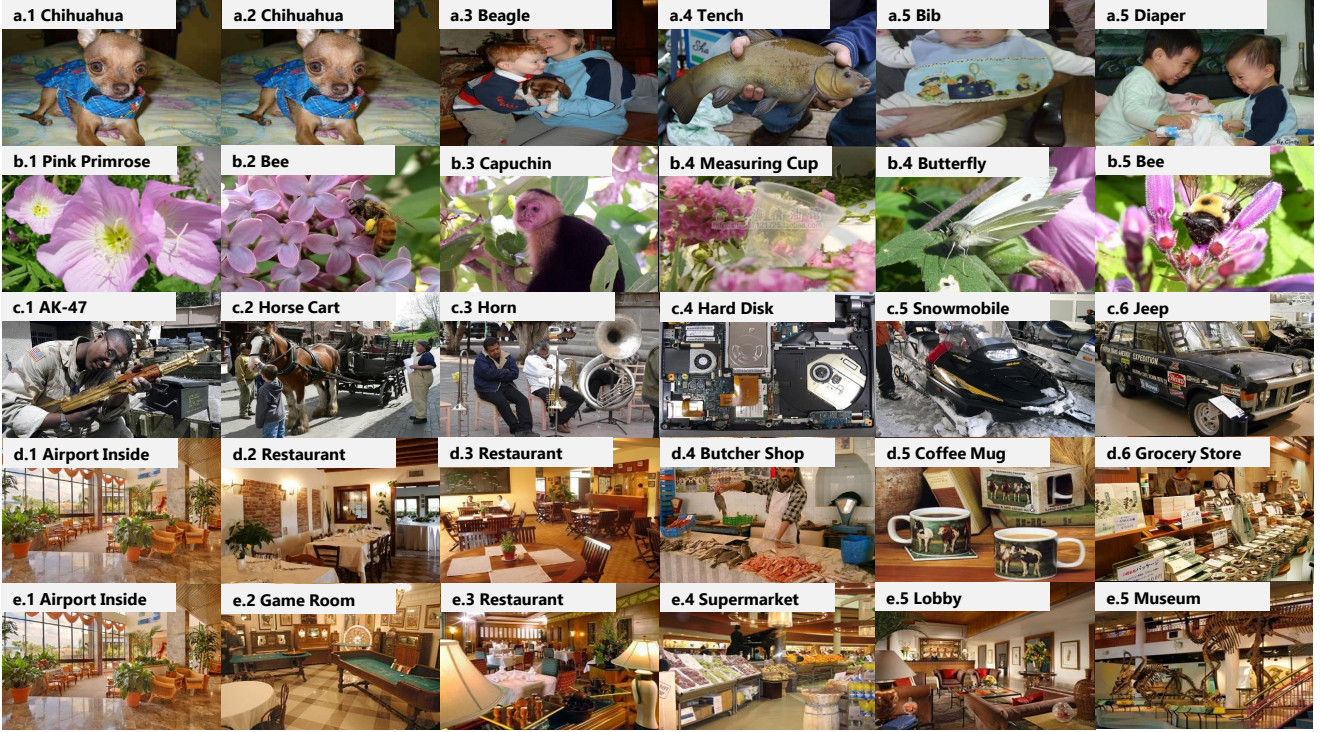 a.1 Chihuahua
a.2 Chihuahua
a.3 Beagle
a.4 Tench
a.5 Bib
a.5 Diaper
b.1 Pink Primrose
b.2 Bee
b.3 Capuchin
b.4 Measuring Cup
b.4 Butterfly
b.5 Bee
c.1 AK-47
c.2 Horse Cart
c.3 Horn
c.4 Hard Disk
c.5 Snowmobile
c.6 Jeep
EXPEDITION
d.1 Airport Inside
d.2 Restaurant
d.3 Restaurant
d.4 Butcher Shop
d.5 Coffee Mug
d.6 Grocery Store
e.1 Airport Inside
e.2 Game Room
e.3 Restaurant
e.4 Supermarket
e.5 Lobby
e.5 Museum